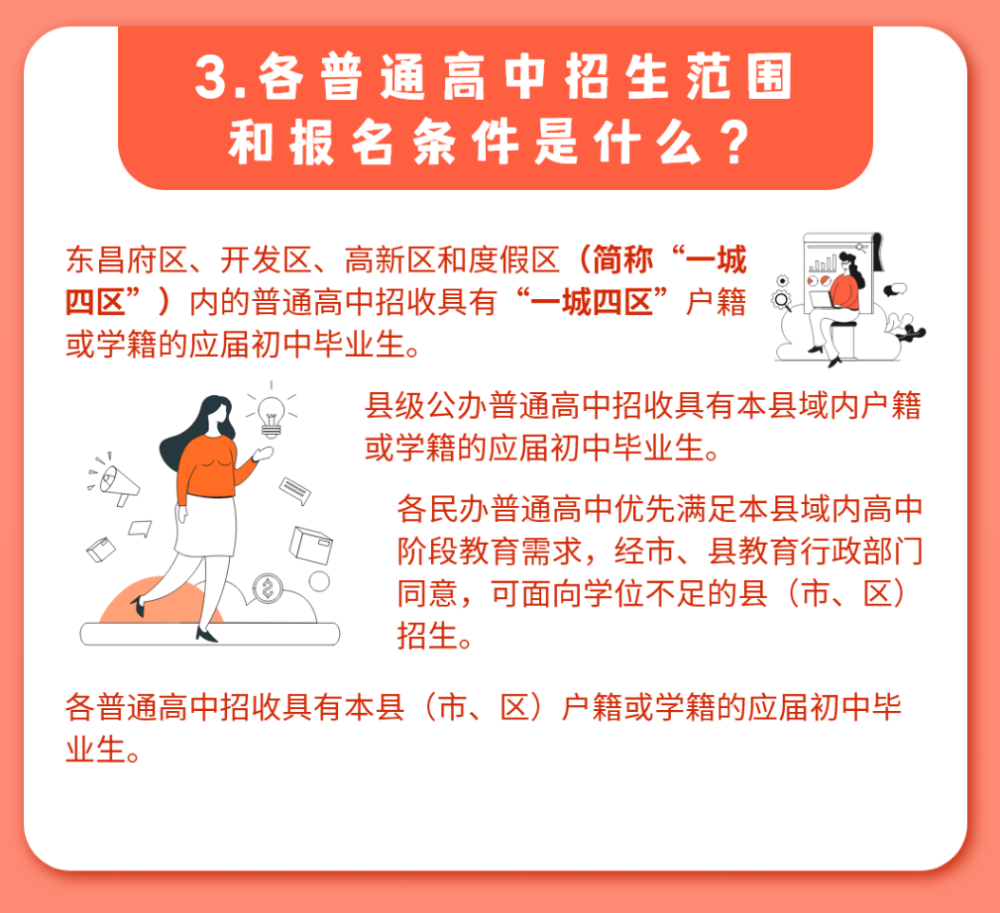 3.各普通高中招生范围
和报名条件是什么？
东昌府区、开发区、高新区和度假区（简称“一城
四区”）内的普通高中招收具有“一城四区”户籍
或学籍的应届初中毕业生。
县级公办普通高中招收具有本县域内户籍
或学籍的应届初中毕业生。
各民办普通高中优先满足本县域内高中
阶段教育需求，经市、县教育行政部门
同意，可面向学位不足的县（市、区）
招生。
各普通高中招收具有本县（市、区）户籍或学籍的应届初中毕
业生。